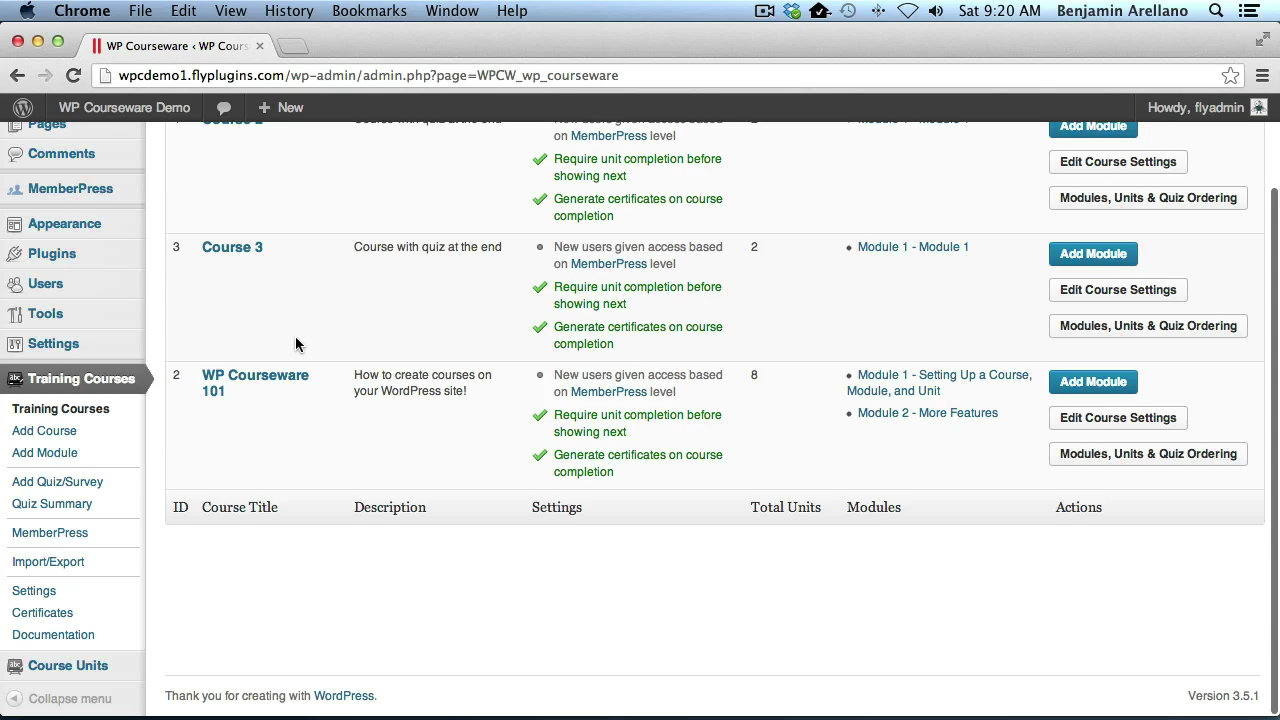 Chrome File Edit View History Bookmarks Window Help Sat 9:20 AM Benjamin Arellano
WP Courseware ‹ WP Cours
wpcdemo1.flyplugins.com/wp-admin/admin.php?page=WPCW_wp_courseware
WP Courseware Demo + New Howdy, flyadmin
Pages
Comments
MemberPress
Appearance
Plugins
Users
Tools
Settings
Training Courses
Training Courses
Add Course
Add Module
Add Quiz/Survey
Quiz Summary
MemberPress
Import/Export
Settings
Certificates
Documentation
Course Units
Collapse menu
on MemberPress level
Require unit completion before
showing next
Generate certificates on course
completion
Add Module
Edit Course Settings
Modules, Units & Quiz Ordering
3 Course 3 Course with quiz at the end New users given access based 2 Module 1 - Module 1 Add Module
on MemberPress level
Require unit completion before
showing next
Generate certificates on course
completion
Edit Course Settings
Modules, Units & Quiz Ordering
2 WP Courseware How to create courses on New users given access based 8 Module 1 - Setting Up a Course, Add Module
101 your WordPress site! on MemberPress level Module, and Unit
Require unit completion before
showing next
Generate certificates on course
completion
Module 2 - More Features
Edit Course Settings
Modules, Units & Quiz Ordering
ID Course Title Description Settings Total Units Modules Actions
Thank you for creating with WordPress. Version 3.5.1